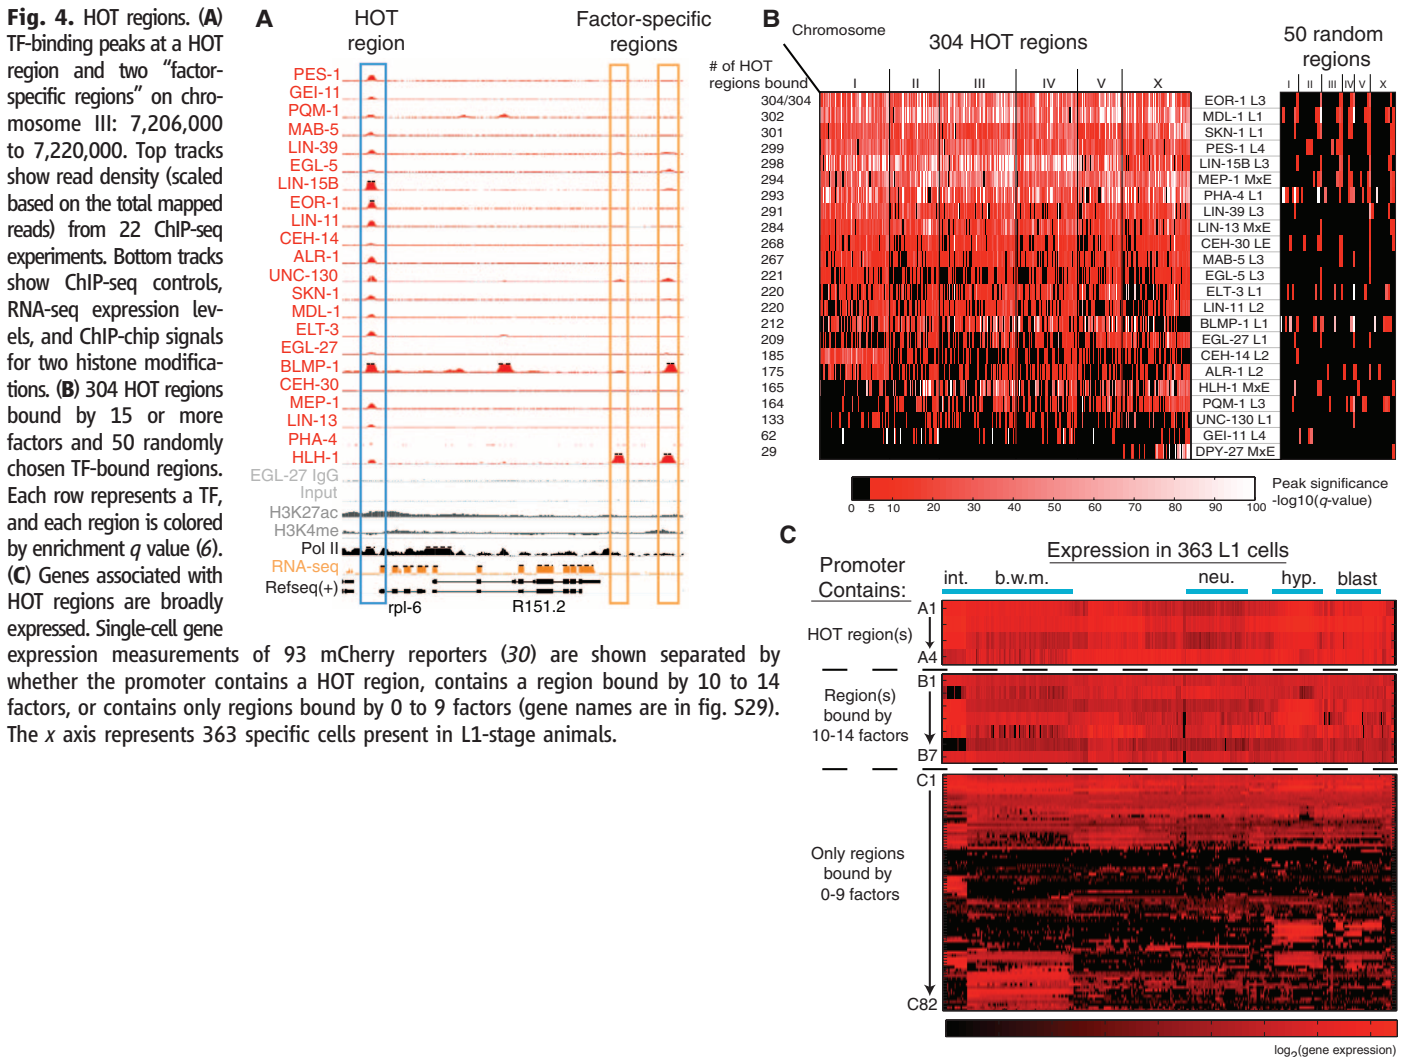 Fig. 4. HOT regions. (A)
TF-binding peaks at a HOT
region and two "factor-
specific regions" on chro-
mosome III: 7,206,000
to 7,220,000. Top tracks
show read density (scaled
based on the total mapped
reads) from 22 ChIP-seq
experiments. Bottom tracks
show ChIP-seq controls,
RNA-seq expression lev-
els, and ChIP-chip signals
for two histone modifica-
tions. (B) 304 HOT regions
bound by 15 or more
factors and 50 randomly
chosen TF-bound regions.
Each row represents a TF,
and each region is colored
by enrichment q value (6).
(C) Genes associated with
HOT regions are broadly
expressed. Single-cell gene
expression measurements of 93 mCherry reporters (30) are shown separated by
whether the promoter contains a HOT region, contains a region bound by 10 to 14
factors, or contains only regions bound by 0 to 9 factors (gene names are in fig. S29).
The x axis represents 363 specific cells present in L1-stage animals.
A
HOT
region
Factor-specific
regions
PES-1
GEI-11
PQM-1
MAB-5
LIN-39
EGL-5
LIN-15B
EOR-1
LIN-11
CEH-14
ALR-1
UNC-130
SKN-1
MDL-1
ELT-3
EGL-27
BLMP-1
CEH-30
MEP-1
LIN-13
PHA-4
HLH-1
EGL-27 IgG
Input
H3K27ac
H3K4me
Pol II
RNA-seq
Refseq(+)
rpl-6
R151.2
B
Chromosome
304 HOT regions
50 random
regions
# of HOT
regions bound
I II III IV V X
I II III IV V X
304/304 EOR-1 L3
302 MDL-1 L1
301 SKN-1 L1
299 PES-1 L4
298 LIN-15B L3
294 MEP-1 MxE
293 PHA-4 L1
291 LIN-39 L3
284 LIN-13 MxE
268 CEH-30 LE
267 MAB-5 L3
221 EGL-5 L3
220 ELT-3 L1
220 LIN-11 L2
212 BLMP-1 L1
209 EGL-27 L1
185 CEH-14 L2
175 ALR-1 L2
165 HLH-1 MxE
164 PQM-1 L3
133 UNC-130 L1
62 GEI-11 L4
29 DPY-27 MxE
0 5 10 20 30 40 50 60 70 80 90 100
Peak significance
-log10(q-value)
C
Expression in 363 L1 cells
Promoter
Contains:
int. b.w.m. neu. hyp. blast
A1
HOT region(s)
A4
B1
Region(s)
bound by
10-14 factors
B7
C1
Only regions
bound by
0-9 factors
C82
log2(gene expression)